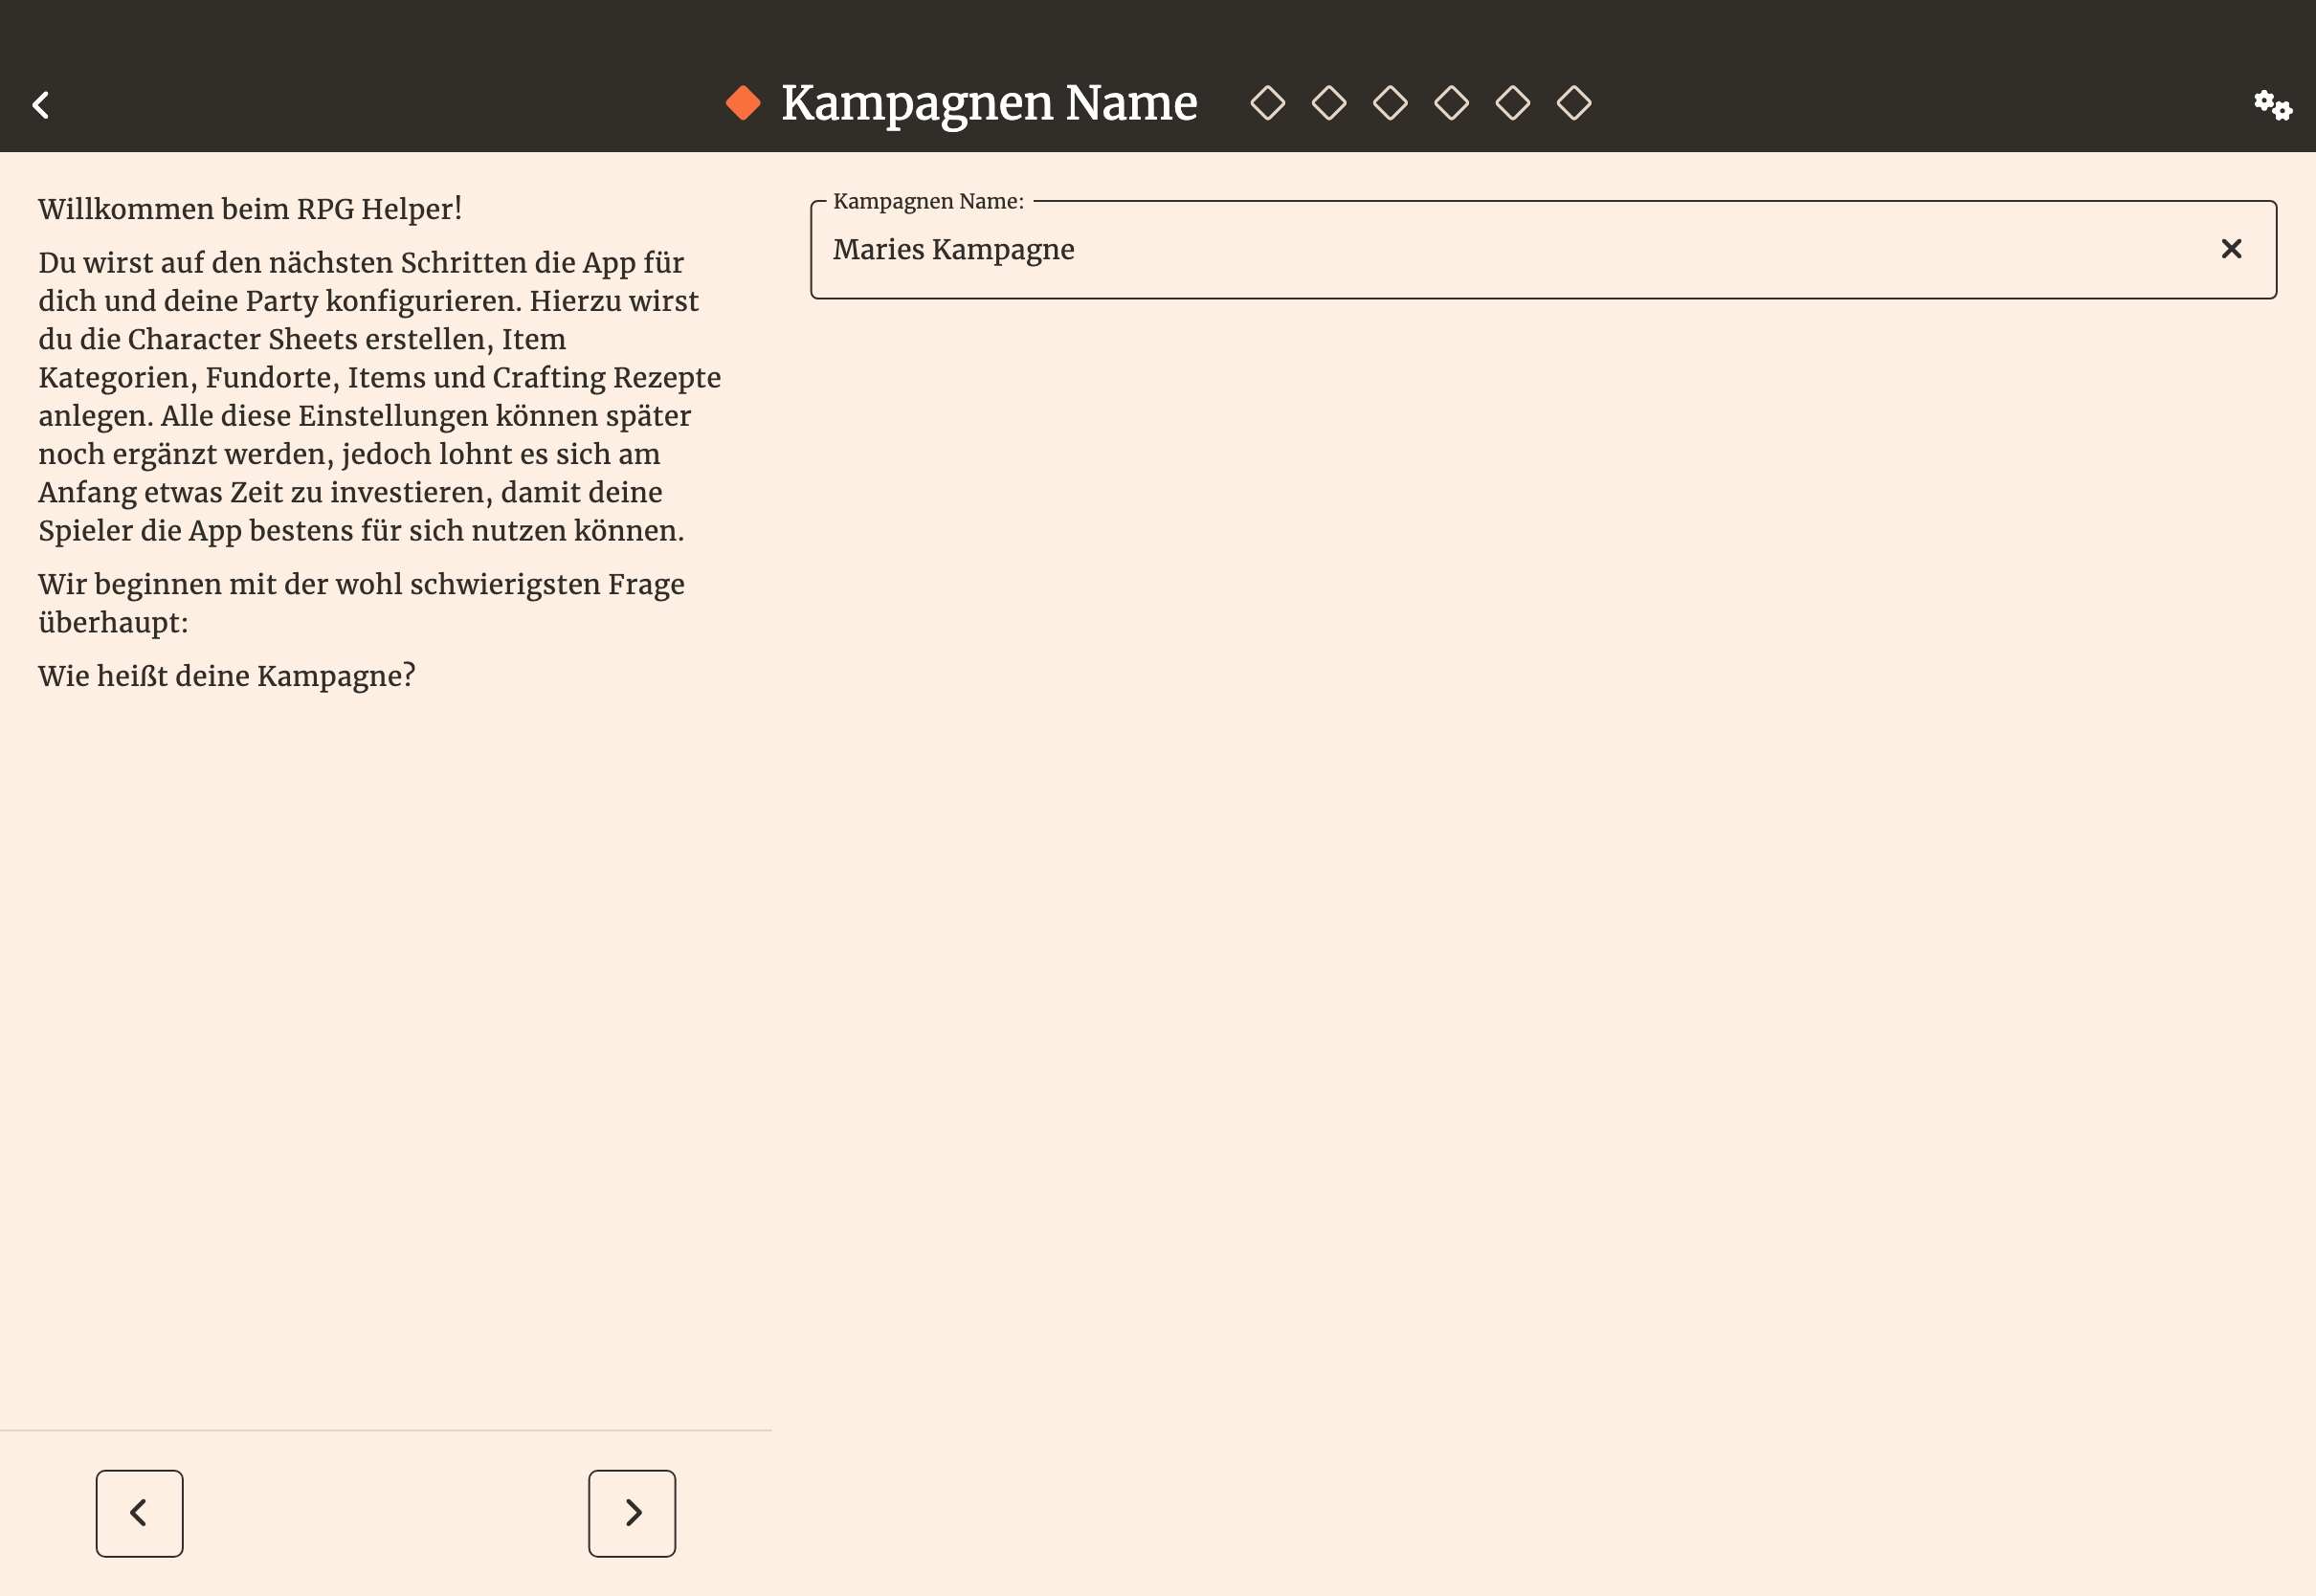 Kampagnen Name
Willkommen beim RPG Helper!
Du wirst auf den nächsten Schritten die App für
dich und deine Party konfigurieren. Hierzu wirst
du die Character Sheets erstellen, Item
Kategorien, Fundorte, Items und Crafting Rezepte
anlegen. Alle diese Einstellungen können später
noch ergänzt werden, jedoch lohnt es sich am
Anfang etwas Zeit zu investieren, damit deine
Spieler die App bestens für sich nutzen können.
Wir beginnen mit der wohl schwierigsten Frage
überhaupt:
Wie heißt deine Kampagne?
Kampagnen Name:
Maries Kampagne